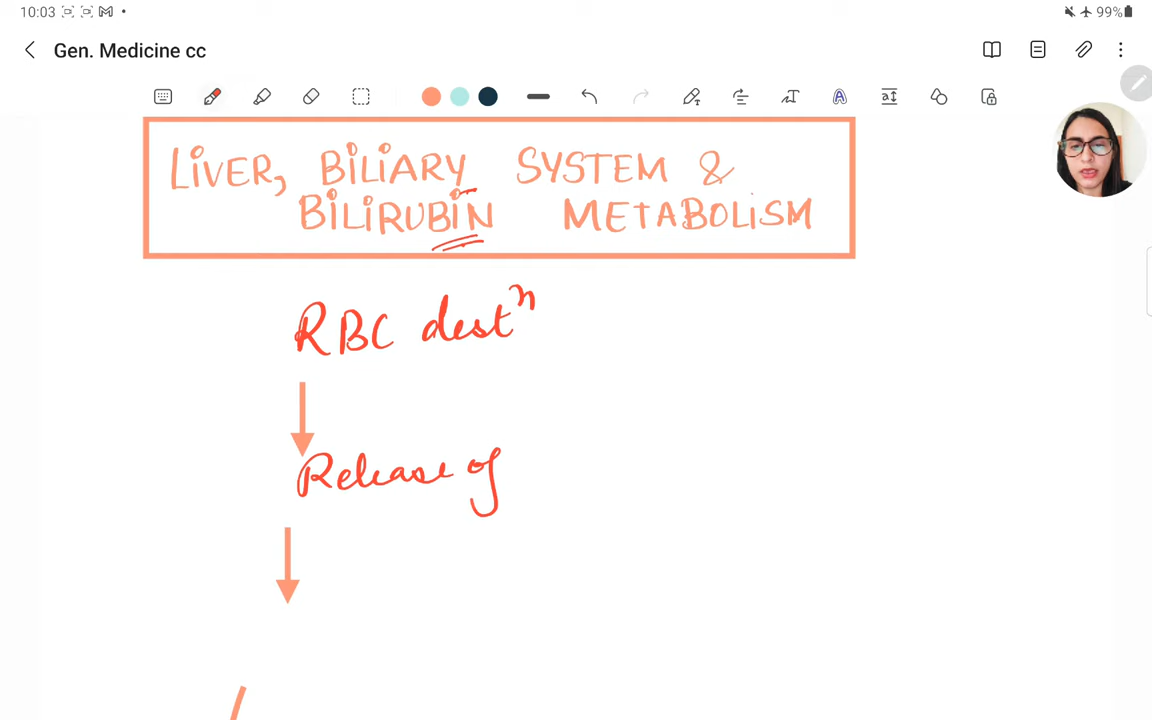 10:03
99%
Gen. Medicine cc
LIVER, BILIARY SYSTEM &
BILIRUBIN METABOLISM
RBC destⁿ
Release of